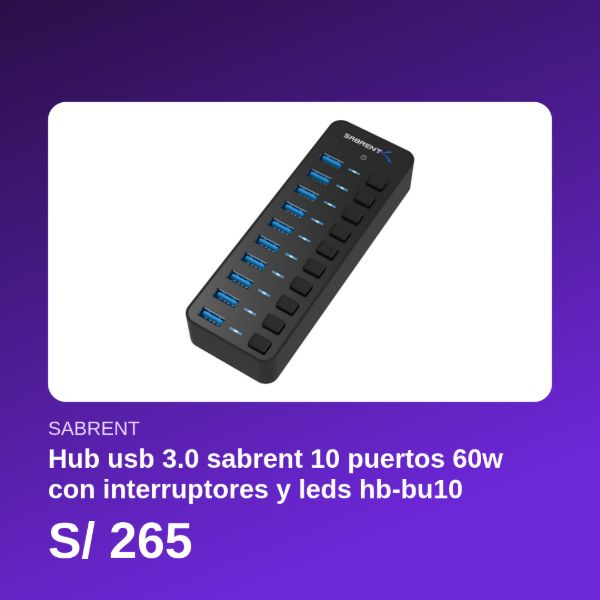 SABRENT
SABRENT
Hub usb 3.0 sabrent 10 puertos 60w
con interruptores y leds hb-bu10
S/ 265